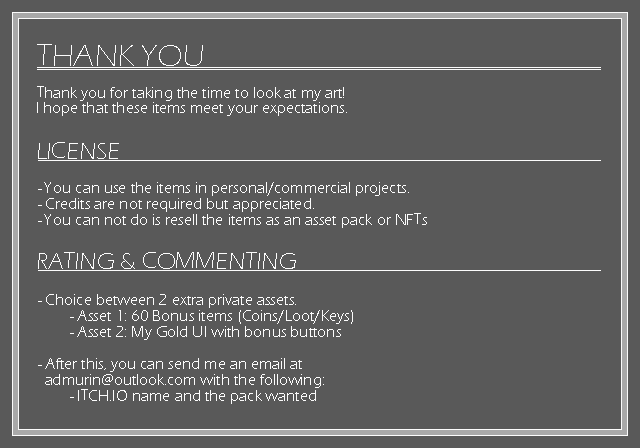 THANK YOU
Thank you for taking the time to look at my art!
I hope that these items meet your expectations.
LICENSE
-You can use the items in personal/commercial projects.
- Credits are not required but appreciated.
-You can not do is resell the items as an asset pack or NFTs
RATING & COMMENTING
- Choice between 2 extra private assets.
- Asset 1: 60 Bonus items (Coins/Loot/Keys)
- Asset 2: My Gold UI with bonus buttons
- After this, you can send me an email at
admurin@outlook.com with the following:
- ITCH.IO name and the pack wanted